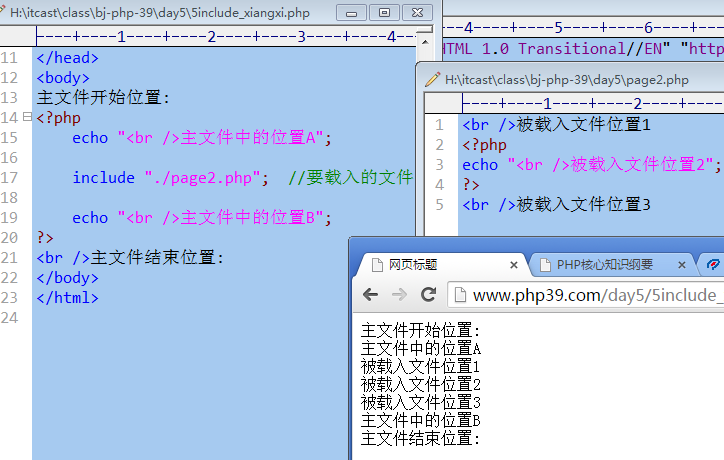 H:\itcast\class\bj-php-39\day5\5include_xiangxi.php
----+----1----+----2----+----3----+----4--
11 </head>
12 <body>
13 主文件开始位置:
14 <?php
15 echo "<br />主文件中的位置A";
16
17 include "./page2.php"; //要载入的文件
18
19 echo "<br />主文件中的位置B";
20 ?>
21 <br />主文件结束位置:
22 </body>
23 </html>
24
----4----+----5----+----6----+----7--
HTML 1.0 Transitional//EN" "http
H:\itcast\class\bj-php-39\day5\page2.php
----+----1----+----2----+--
1 <br />被载入文件位置1
2 <?php
3 echo "<br />被载入文件位置2";
4 ?>
5 <br />被载入文件位置3
网页标题
PHP核心知识纲要
www.php39.com/day5/5include_
主文件开始位置:
主文件中的位置A
被载入文件位置1
被载入文件位置2
被载入文件位置3
主文件中的位置B
主文件结束位置: